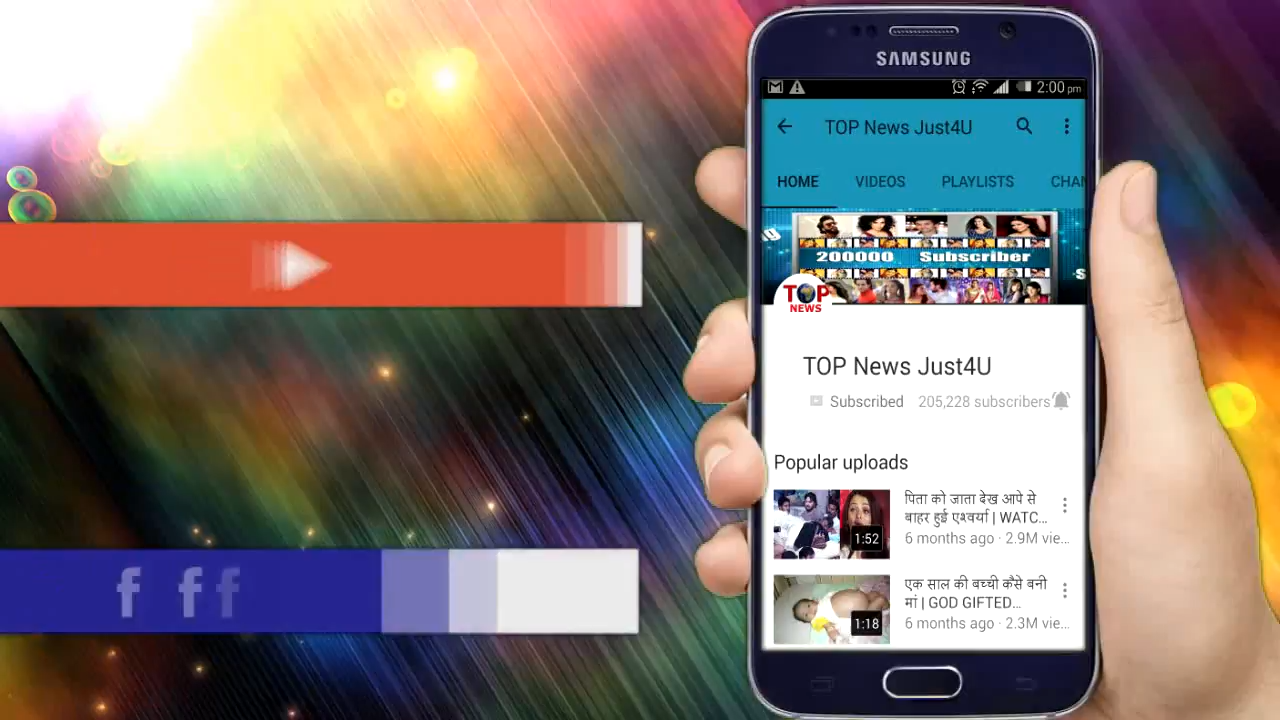 SAMSUNG
2:00 pm
TOP News Just4U
HOME VIDEOS PLAYLISTS CHAN
200000 Subscriber
TOP
NEWS
TOP News Just4U
Subscribed 205,228 subscribers
Popular uploads
पिता को जाता देख आपे से
बाहर हुई एश्वर्या | WATC...
1:52
6 months ago · 2.9M vie...
एक साल की बच्ची कैसे बनी
मां | GOD GIFTED...
1:18
6 months ago · 2.3M vie...
f f f